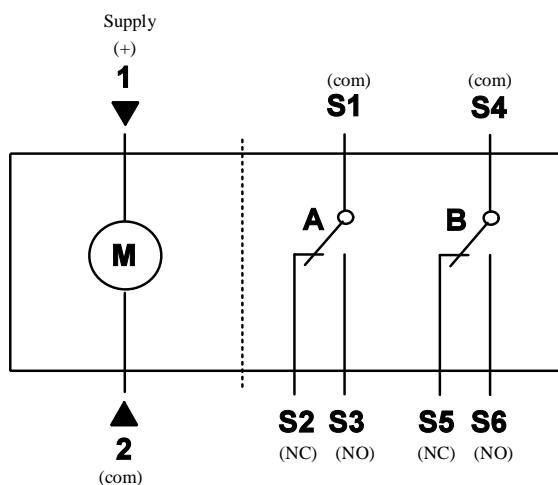 Supply
(+)
1
(com) (com)
S1 S4
A B
M
S2 S3 S5 S6
2 (NC) (NO) (NC) (NO)
(com)